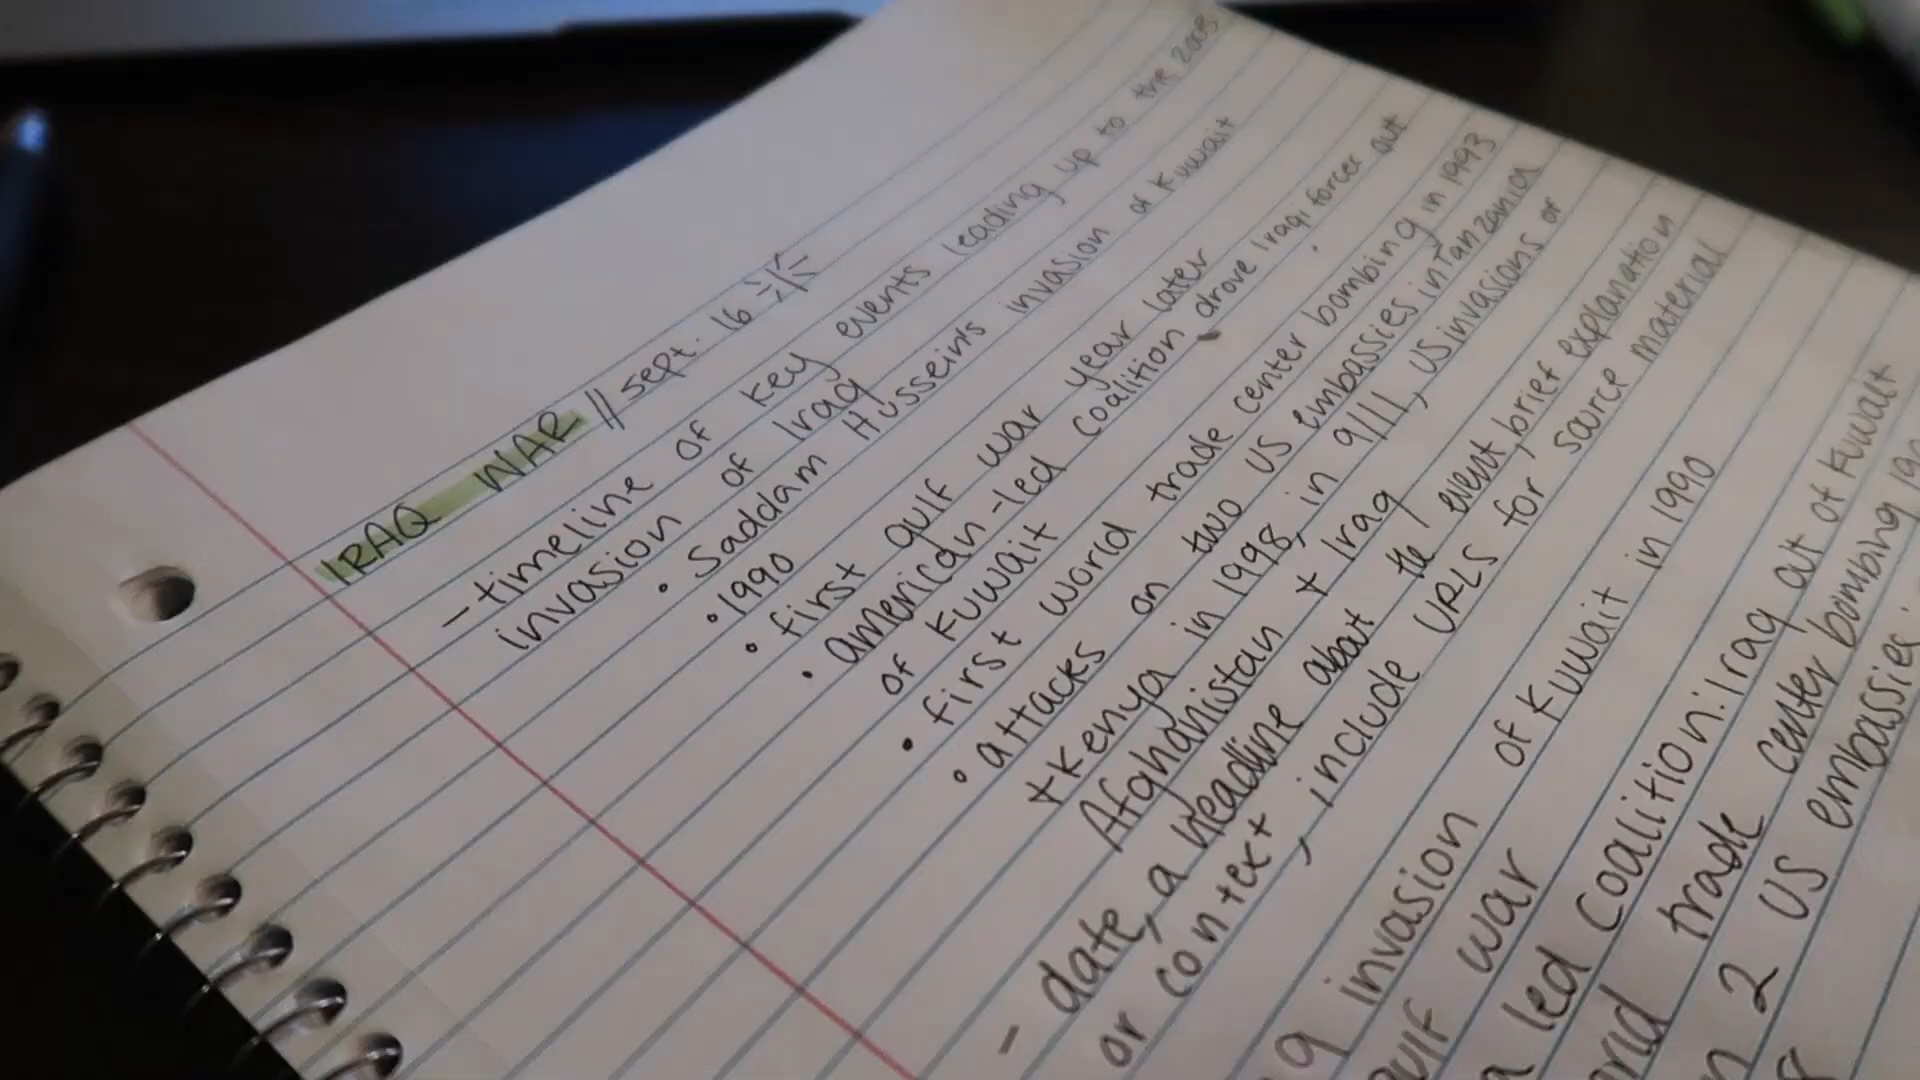 IRAQ WAR // sept. 16
- timeline of key events leading up to the 2003
invasion of Iraq
• Saddam Hussein's invasion of Kuwait
• 1990
• first gulf war year later
• american-led coalition drove Iraqi forces out
of Kuwait
• first world trade center bombing in 1993
• attacks on two US embassies in Tanzania
+ Kenya in 1998, in 9/11, US invasions of
Afghanistan + Iraq
- date, a headline about the event, brief explanation
or context, include URLS for source material
invasion of Kuwait in 1990
gulf war
led coalition: Iraq out of Kuwait
trade center bombing
2 US embassies